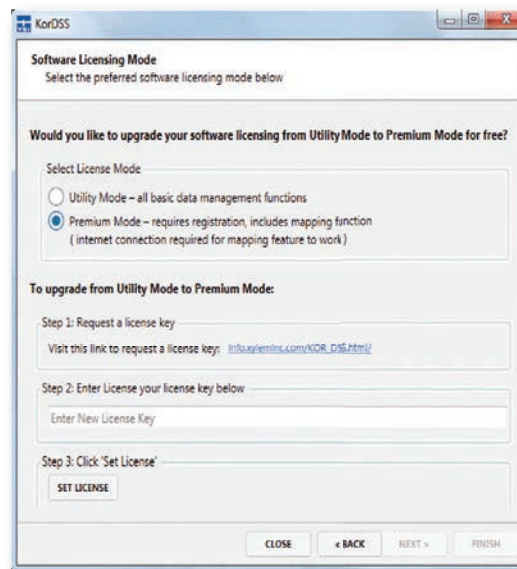 YSI KorDSS
Software Licensing Mode
Select the preferred software licensing mode below
Would you like to upgrade your software licensing from Utility Mode to Premium Mode for free?
Select License Mode
Utility Mode – all basic data management functions
Premium Mode – requires registration, includes mapping function
( internet connection required for mapping feature to work )
To upgrade from Utility Mode to Premium Mode:
Step 1: Request a license key
Visit this link to request a license key: info.xyleminc.com/KOR_DSS.html/
Step 2: Enter License your license key below
Enter New License Key
Step 3: Click 'Set License'
SET LICENSE
CLOSE < BACK NEXT > FINISH